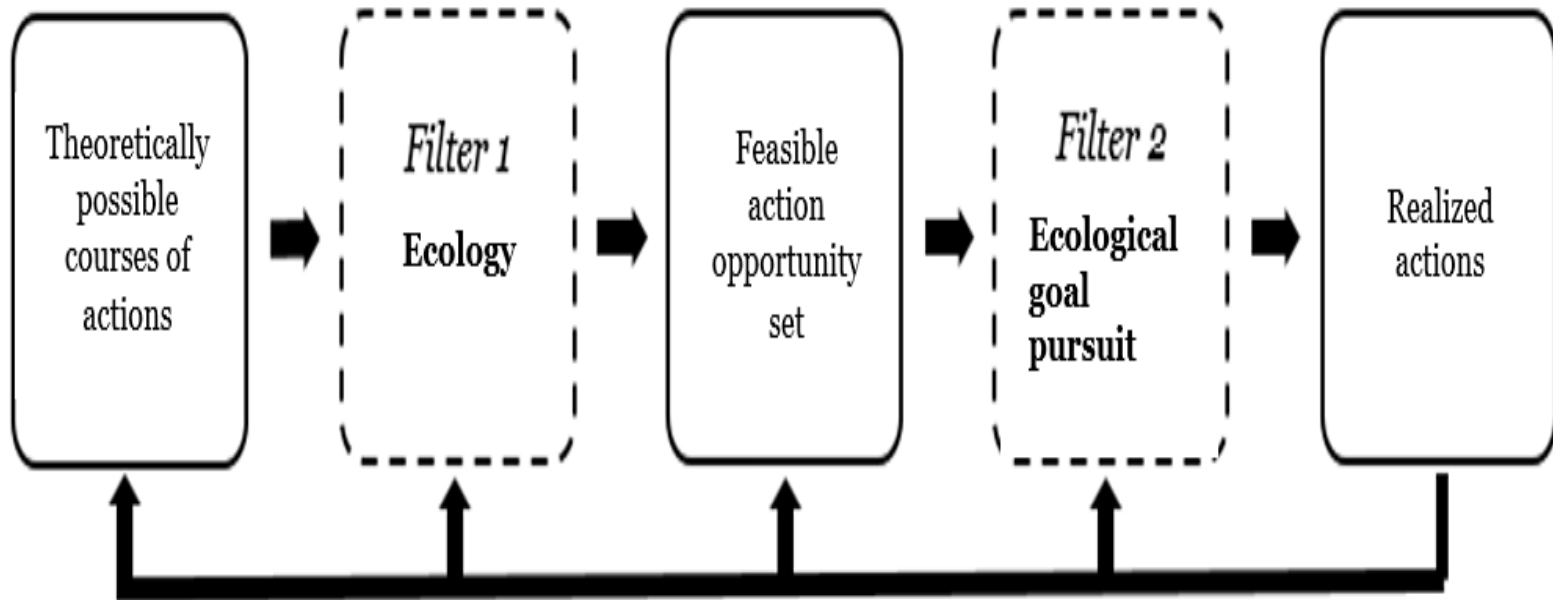 Theoretically
possible
courses of
actions
Filter 1
Ecology
Feasible
action
opportunity
set
Filter 2
Ecological
goal
pursuit
Realized
actions